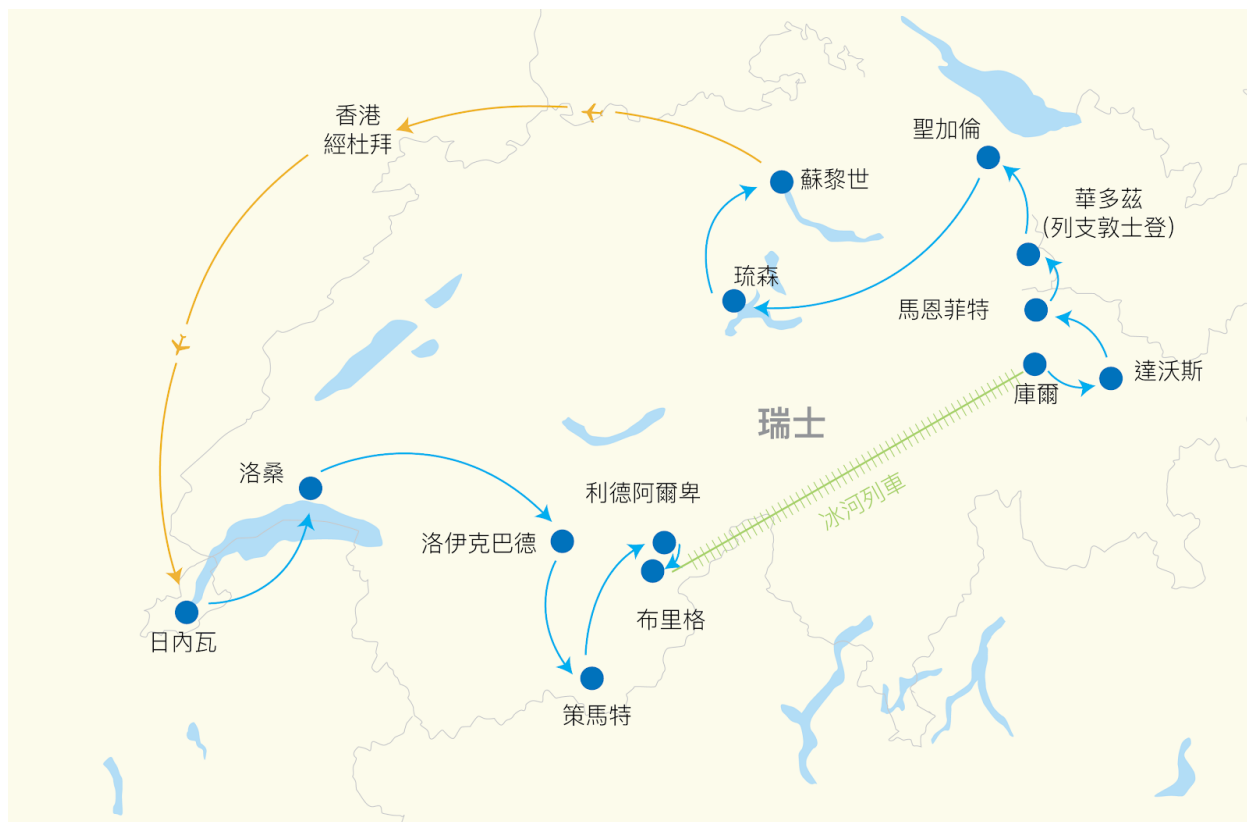 香港
經杜拜
聖加倫
蘇黎世
華多茲
(列支敦士登)
琉森
馬恩菲特
達沃斯
庫爾
瑞士
洛桑
利德阿爾卑
冰河列車
洛伊克巴德
布里格
日內瓦
策馬特